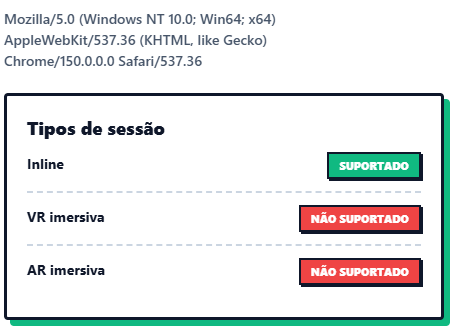 Mozilla/5.0 (Windows NT 10.0; Win64; x64)
AppleWebKit/537.36 (KHTML, like Gecko)
Chrome/150.0.0.0 Safari/537.36
Tipos de sessão
Inline SUPORTADO
VR imersiva NÃO SUPORTADO
AR imersiva NÃO SUPORTADO